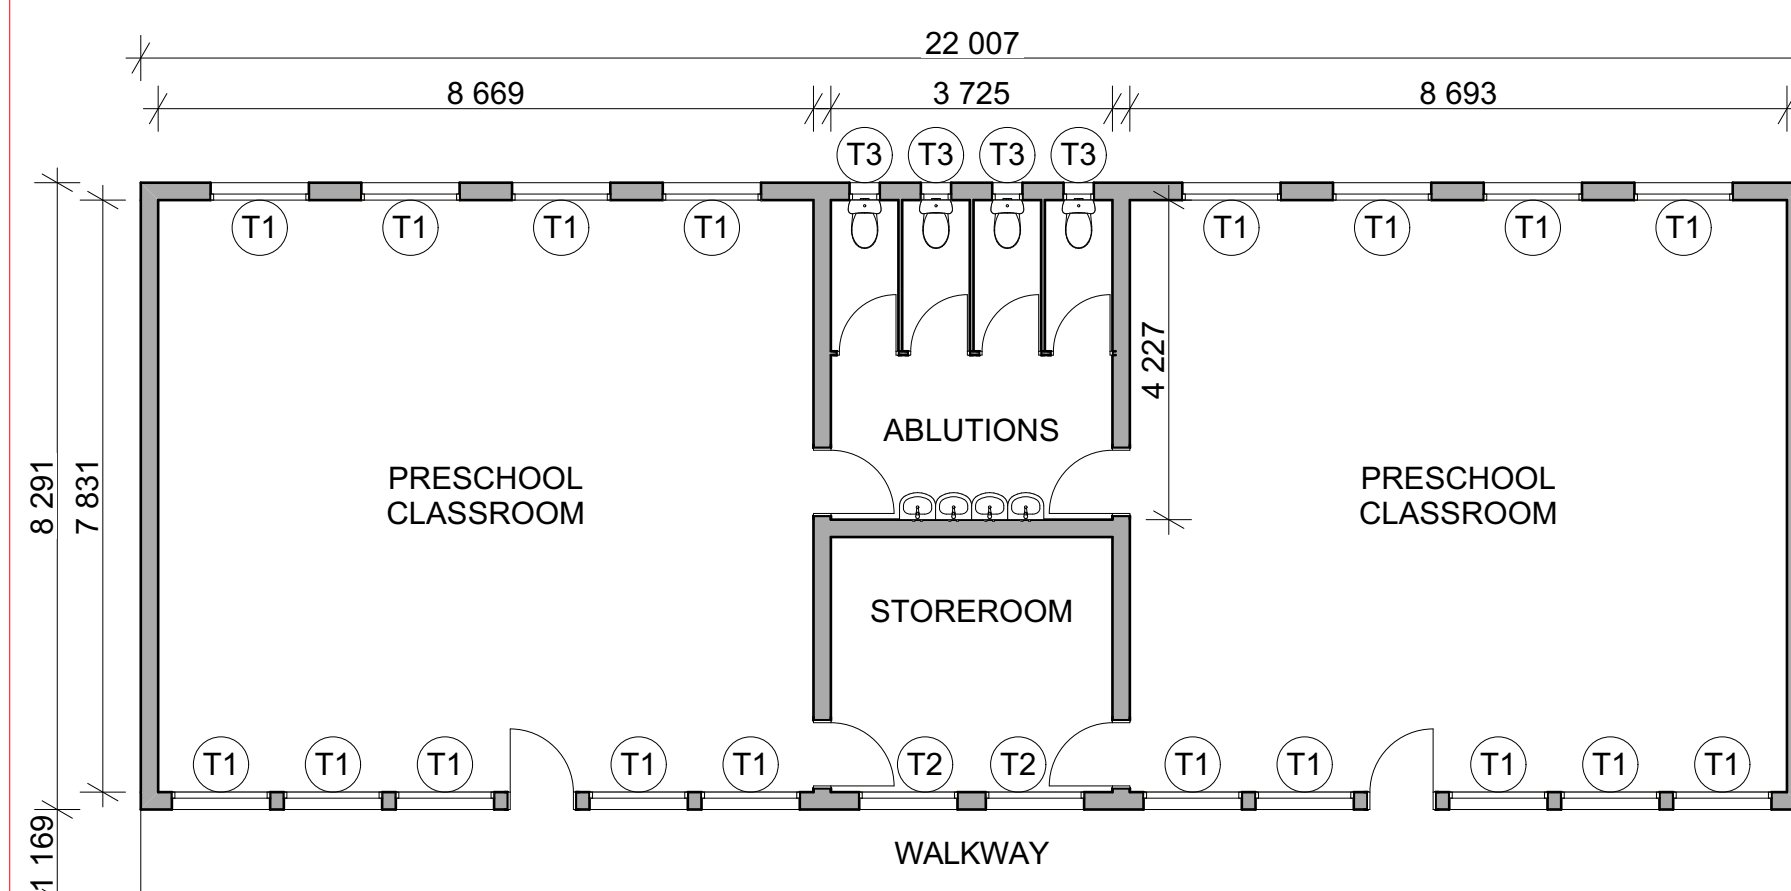 22 007
8 669
3 725
8 693
T3 T3 T3 T3
T1 T1 T1 T1
T1 T1 T1 T1
4 227
ABLUTIONS
8 291
7 831
PRESCHOOL
CLASSROOM
PRESCHOOL
CLASSROOM
STOREROOM
T1 T1 T1 T1 T1
T2 T2
T1 T1 T1 T1 T1
1 169
WALKWAY